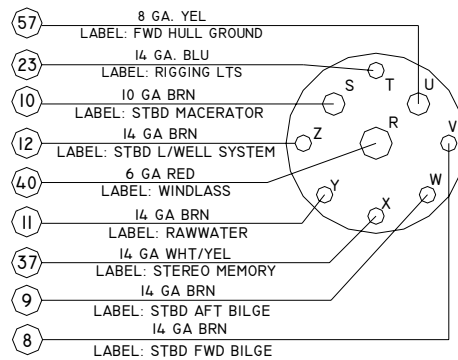 57 8 GA. YEL
LABEL: FWD HULL GROUND
23 14 GA. BLU
LABEL: RIGGING LTS
10 10 GA BRN
LABEL: STBD MACERATOR
12 14 GA BRN
LABEL: STBD L/WELL SYSTEM
40 6 GA RED
LABEL: WINDLASS
11 14 GA BRN
LABEL: RAWWATER
37 14 GA WHT/YEL
LABEL: STEREO MEMORY
9 14 GA BRN
LABEL: STBD AFT BILGE
8 14 GA BRN
LABEL: STBD FWD BILGE
T
S U
V
R
Z
Y W
X